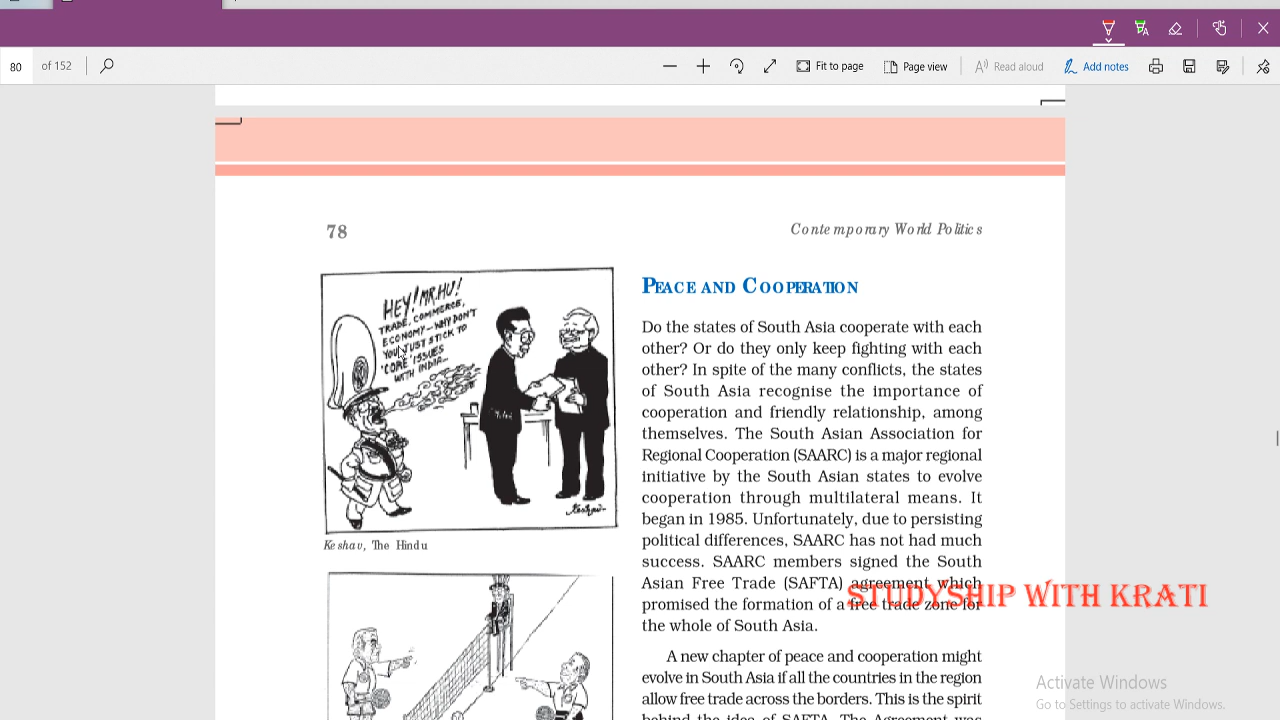 80 of 152
Fit to page
Page view
Read aloud
Add notes
78
Contemporary World Politics
HEY! MR.HU!
TRADE, COMMERCE,
ECONOMY – WHY DON'T
YOU JUST STICK TO
'CORE' ISSUES
WITH INDIA...
Keshav
Keshav, The Hindu
PEACE AND COOPERATION
Do the states of South Asia cooperate with each
other? Or do they only keep fighting with each
other? In spite of the many conflicts, the states
of South Asia recognise the importance of
cooperation and friendly relationship, among
themselves. The South Asian Association for
Regional Cooperation (SAARC) is a major regional
initiative by the South Asian states to evolve
cooperation through multilateral means. It
began in 1985. Unfortunately, due to persisting
political differences, SAARC has not had much
success. SAARC members signed the South
Asian Free Trade (SAFTA) agreement which
promised the formation of a free trade zone for
the whole of South Asia.
A new chapter of peace and cooperation might
evolve in South Asia if all the countries in the region
allow free trade across the borders. This is the spirit
behind the idea of SAFTA. The Agreement was
STUDYSHIP WITH KRATI
Activate Windows
Go to Settings to activate Windows.